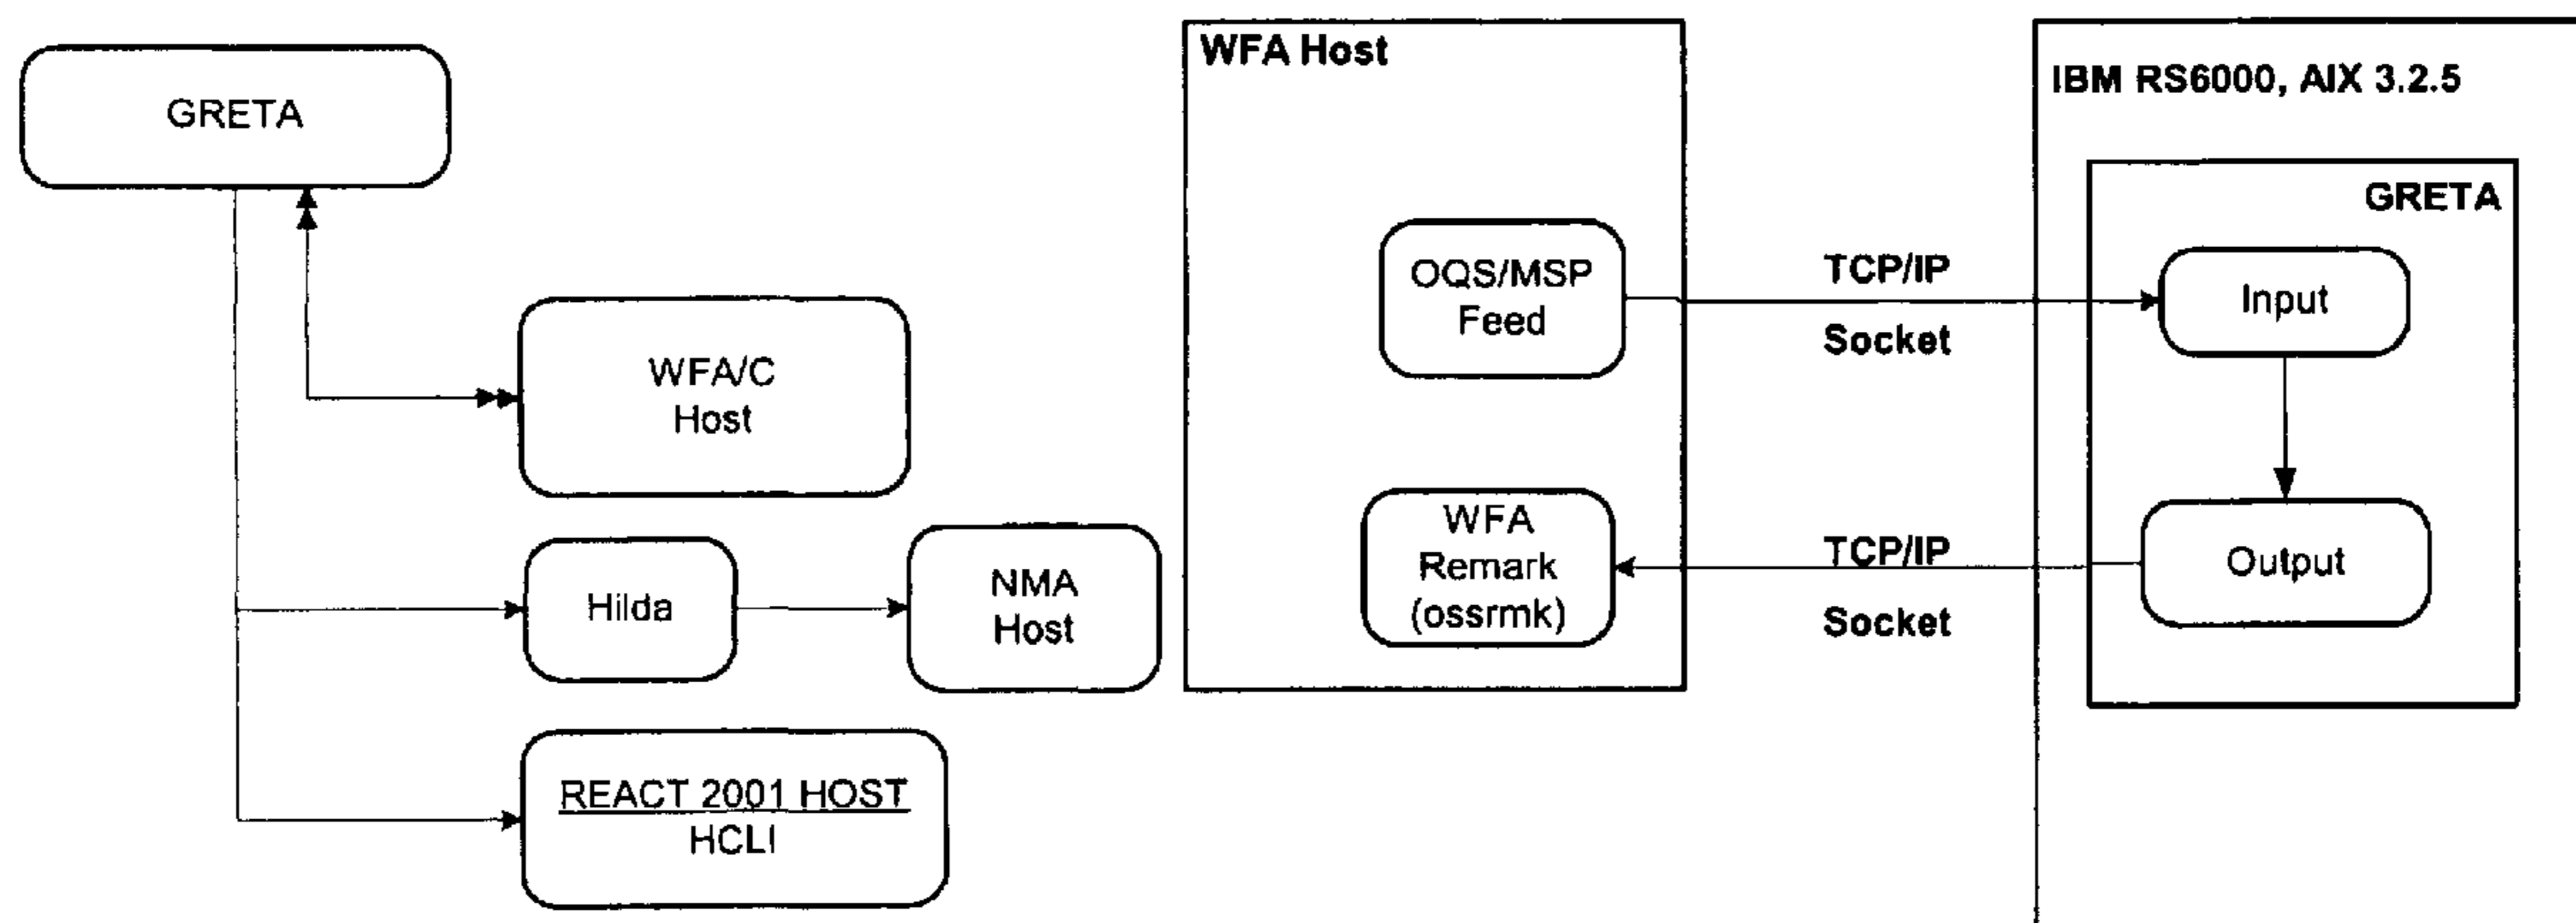 GRETA
WFA/C
Host
Hilda
NMA
Host
REACT 2001 HOST
HCLI
WFA Host
OQS/MSP
Feed
WFA
Remark
(ossrmk)
TCP/IP
Socket
TCP/IP
Socket
IBM RS6000, AIX 3.2.5
GRETA
Input
Output